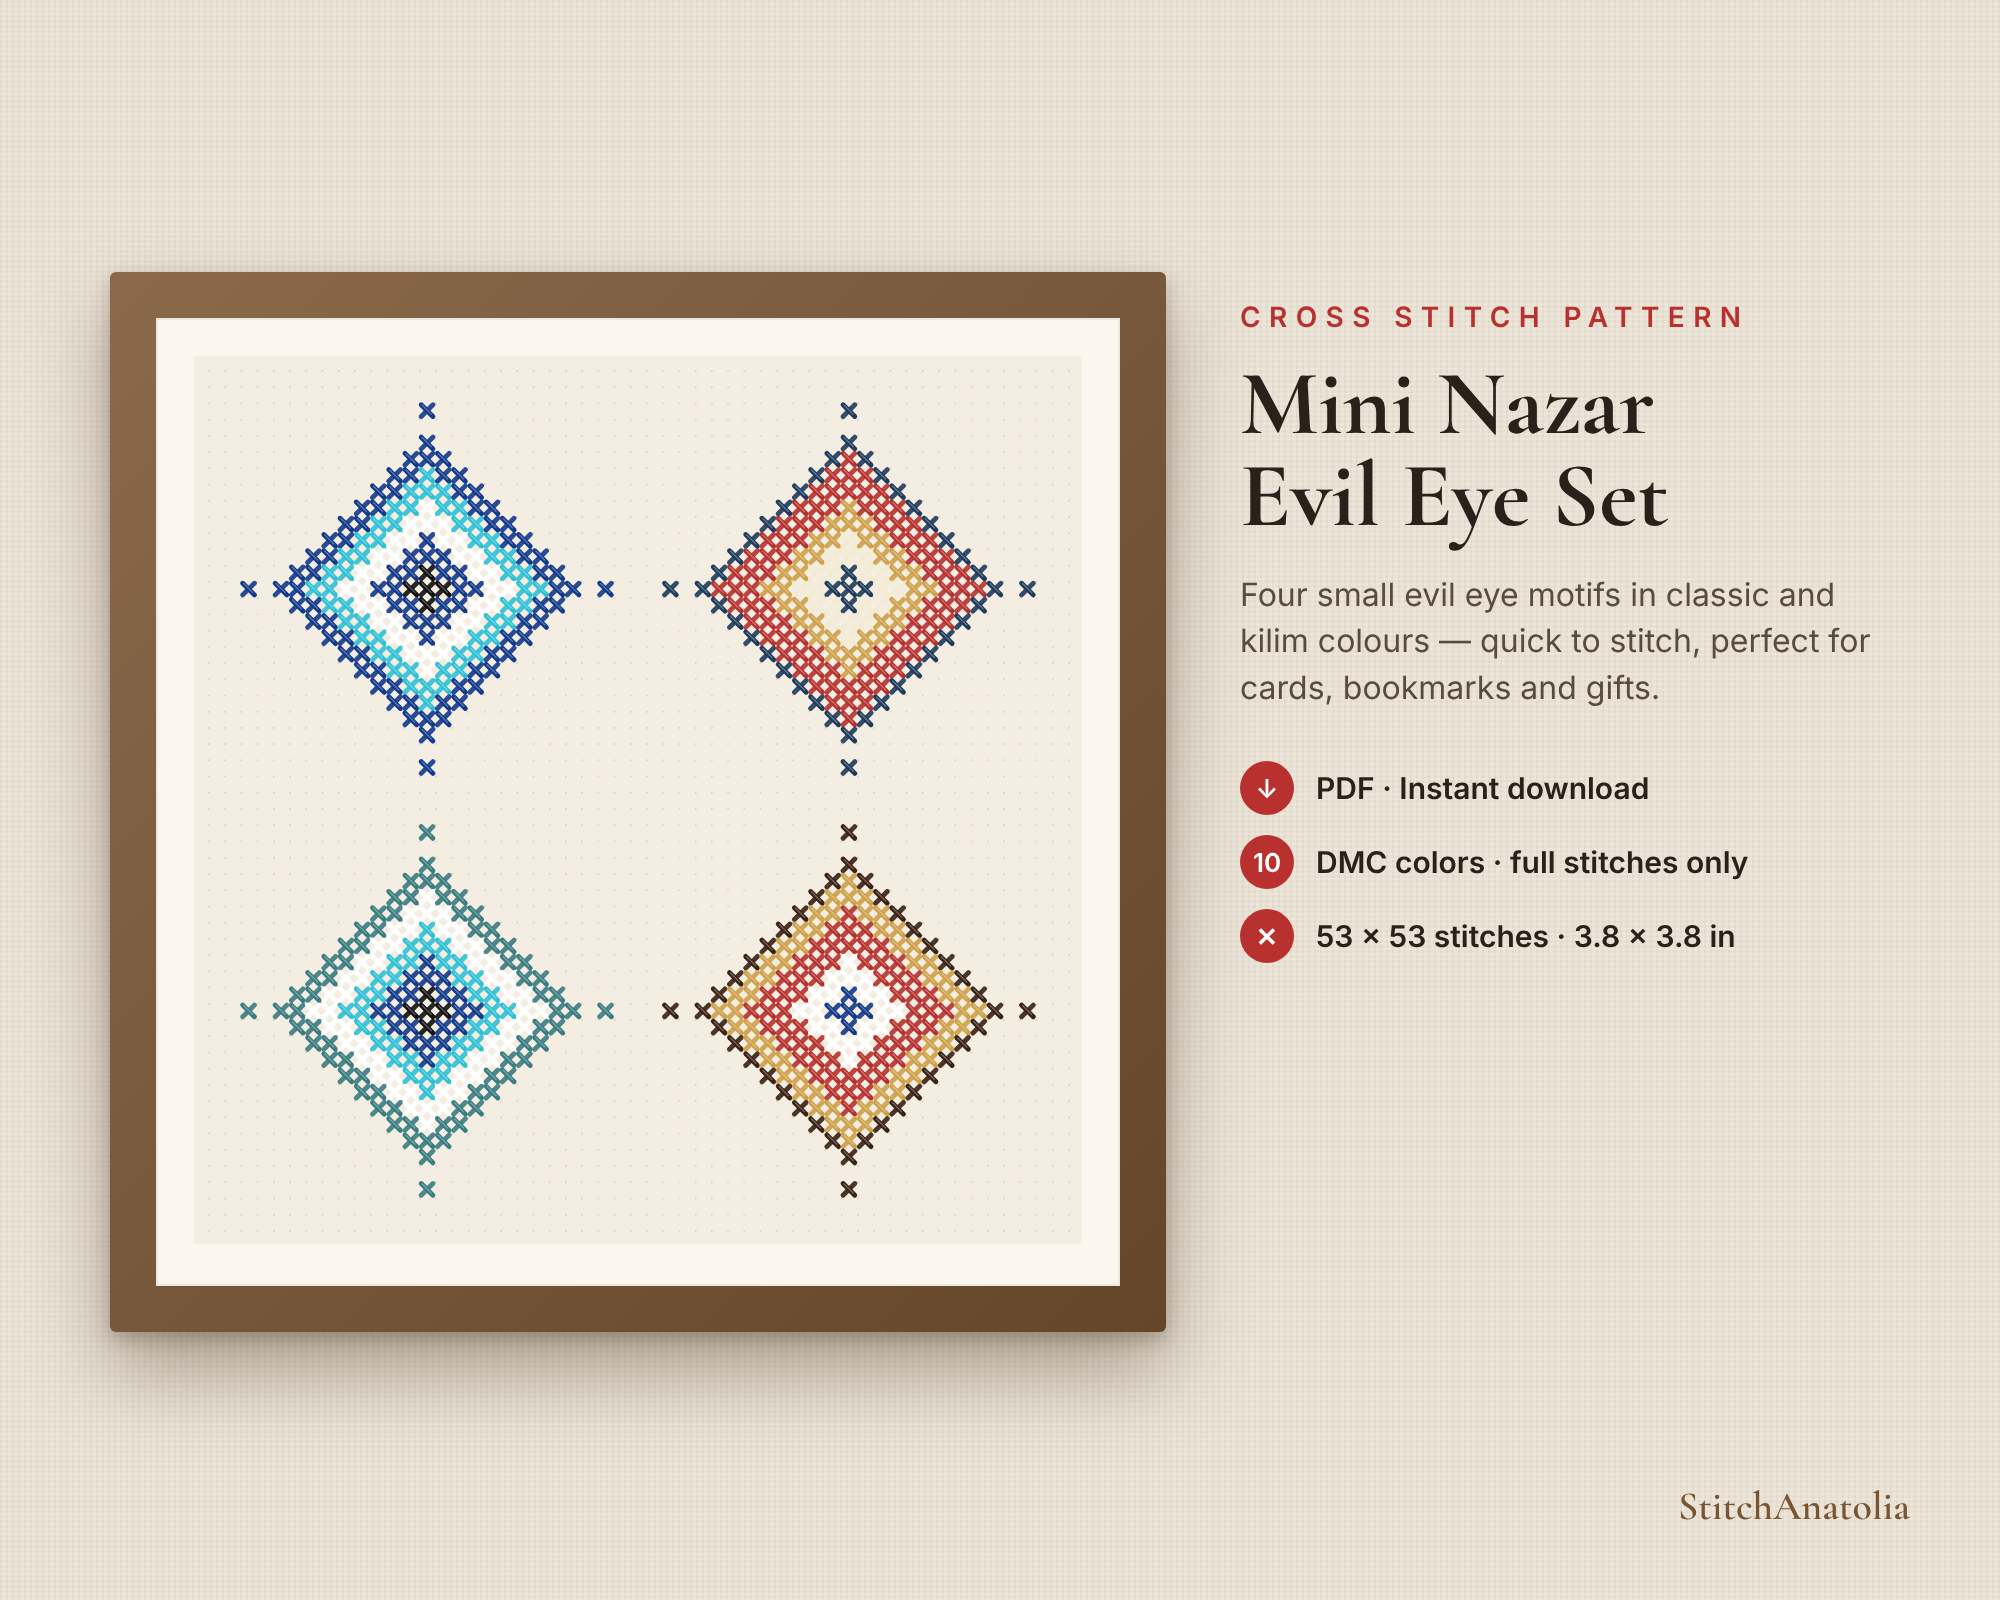 CROSS STITCH PATTERN
Mini Nazar
Evil Eye Set
Four small evil eye motifs in classic and
kilim colours — quick to stitch, perfect for
cards, bookmarks and gifts.
↓ PDF · Instant download
10 DMC colors · full stitches only
× 53 × 53 stitches · 3.8 × 3.8 in
StitchAnatolia